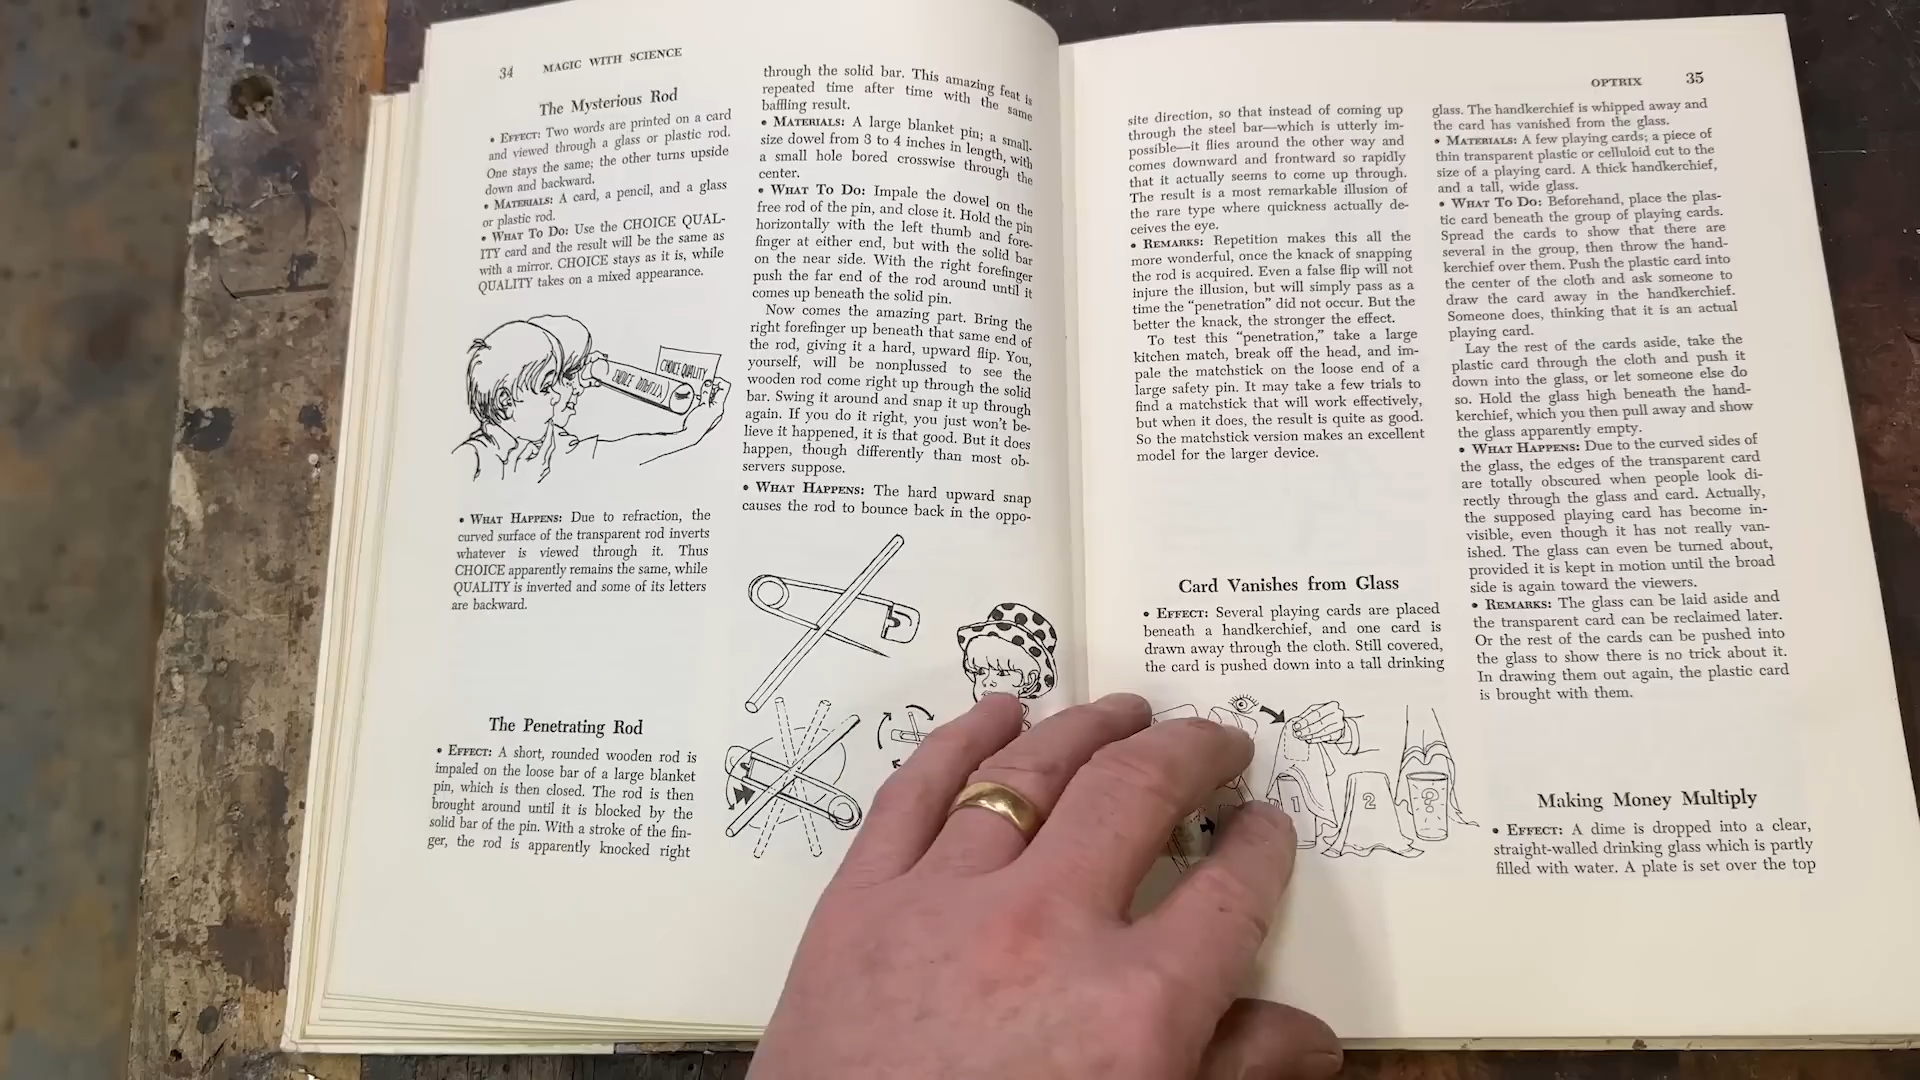 34 MAGIC WITH SCIENCE
The Mysterious Rod
• EFFECT: Two words are printed on a card
and viewed through a glass or plastic rod.
One stays the same; the other turns upside
down and backward.
• MATERIALS: A card, a pencil, and a glass
or plastic rod.
• WHAT TO DO: Use the CHOICE QUAL-
ITY card and the result will be the same as
with a mirror. CHOICE stays as it is, while
QUALITY takes on a mixed appearance.
CHOICE QUALITY
CHOICE
• WHAT HAPPENS: Due to refraction, the
curved surface of the transparent rod inverts
whatever is viewed through it. Thus
CHOICE apparently remains the same, while
QUALITY is inverted and some of its letters
are backward.
The Penetrating Rod
• EFFECT: A short, rounded wooden rod is
impaled on the loose bar of a large blanket
pin, which is then closed. The rod is then
brought around until it is blocked by the
solid bar of the pin. With a stroke of the fin-
ger, the rod is apparently knocked right
through the solid bar. This amazing feat is
repeated time after time with the same
baffling result.
• MATERIALS: A large blanket pin; a small-
size dowel from 3 to 4 inches in length, with
a small hole bored crosswise through the
center.
• WHAT TO DO: Impale the dowel on the
free rod of the pin, and close it. Hold the pin
horizontally with the left thumb and fore-
finger at either end, but with the solid bar
on the near side. With the right forefinger
push the far end of the rod around until it
comes up beneath the solid pin.
Now comes the amazing part. Bring the
right forefinger up beneath that same end of
the rod, giving it a hard, upward flip. You,
yourself, will be nonplussed to see the
wooden rod come right up through the solid
bar. Swing it around and snap it up through
again. If you do it right, you just won't be-
lieve it happened, it is that good. But it does
happen, though differently than most ob-
servers suppose.
• WHAT HAPPENS: The hard upward snap
causes the rod to bounce back in the oppo-
OPTRIX 35
site direction, so that instead of coming up
through the steel bar—which is utterly im-
possible—it flies around the other way and
comes downward and frontward so rapidly
that it actually seems to come up through.
The result is a most remarkable illusion of
the rare type where quickness actually de-
ceives the eye.
• REMARKS: Repetition makes this all the
more wonderful, once the knack of snapping
the rod is acquired. Even a false flip will not
injure the illusion, but will simply pass as a
time the "penetration" did not occur. But the
better the knack, the stronger the effect.
To test this "penetration," take a large
kitchen match, break off the head, and im-
pale the matchstick on the loose end of a
large safety pin. It may take a few trials to
find a matchstick that will work effectively,
but when it does, the result is quite as good.
So the matchstick version makes an excellent
model for the larger device.
Card Vanishes from Glass
• EFFECT: Several playing cards are placed
beneath a handkerchief, and one card is
drawn away through the cloth. Still covered,
the card is pushed down into a tall drinking
1 2 ?
glass. The handkerchief is whipped away and
the card has vanished from the glass.
• MATERIALS: A few playing cards; a piece of
thin transparent plastic or celluloid cut to the
size of a playing card. A thick handkerchief,
and a tall, wide glass.
• WHAT TO DO: Beforehand, place the plas-
tic card beneath the group of playing cards.
Spread the cards to show that there are
several in the group, then throw the hand-
kerchief over them. Push the plastic card into
the center of the cloth and ask someone to
draw the card away in the handkerchief.
Someone does, thinking that it is an actual
playing card.
Lay the rest of the cards aside, take the
plastic card through the cloth and push it
down into the glass, or let someone else do
so. Hold the glass high beneath the hand-
kerchief, which you then pull away and show
the glass apparently empty.
• WHAT HAPPENS: Due to the curved sides of
the glass, the edges of the transparent card
are totally obscured when people look di-
rectly through the glass and card. Actually,
the supposed playing card has become in-
visible, even though it has not really van-
ished. The glass can even be turned about,
provided it is kept in motion until the broad
side is again toward the viewers.
• REMARKS: The glass can be laid aside and
the transparent card can be reclaimed later.
Or the rest of the cards can be pushed into
the glass to show there is no trick about it.
In drawing them out again, the plastic card
is brought with them.
Making Money Multiply
• EFFECT: A dime is dropped into a clear,
straight-walled drinking glass which is partly
filled with water. A plate is set over the top